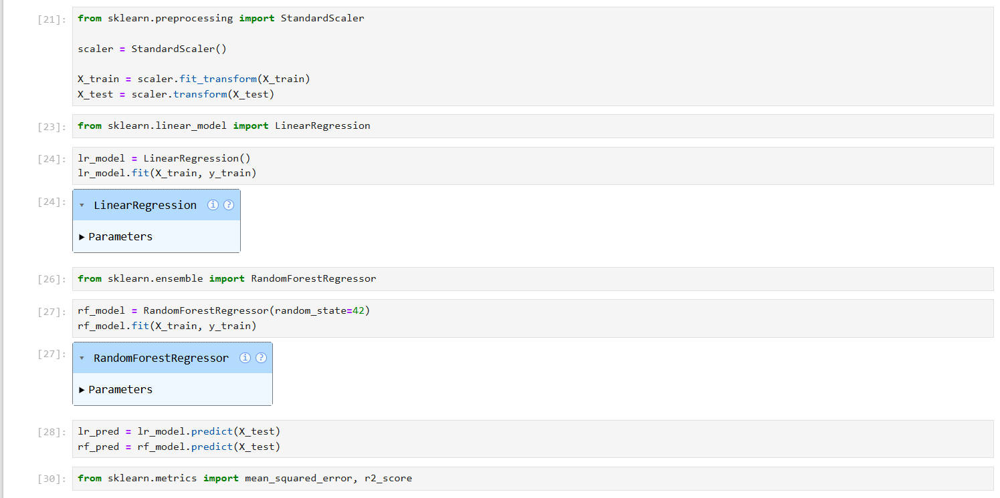 [21]: from sklearn.preprocessing import StandardScaler
scaler = StandardScaler()
X_train = scaler.fit_transform(X_train)
X_test = scaler.transform(X_test)
[23]: from sklearn.linear_model import LinearRegression
[24]: lr_model = LinearRegression()
lr_model.fit(X_train, y_train)
[24]: ▾ LinearRegression i ?
▸ Parameters
[26]: from sklearn.ensemble import RandomForestRegressor
[27]: rf_model = RandomForestRegressor(random_state=42)
rf_model.fit(X_train, y_train)
[27]: ▾ RandomForestRegressor i ?
▸ Parameters
[28]: lr_pred = lr_model.predict(X_test)
rf_pred = rf_model.predict(X_test)
[30]: from sklearn.metrics import mean_squared_error, r2_score